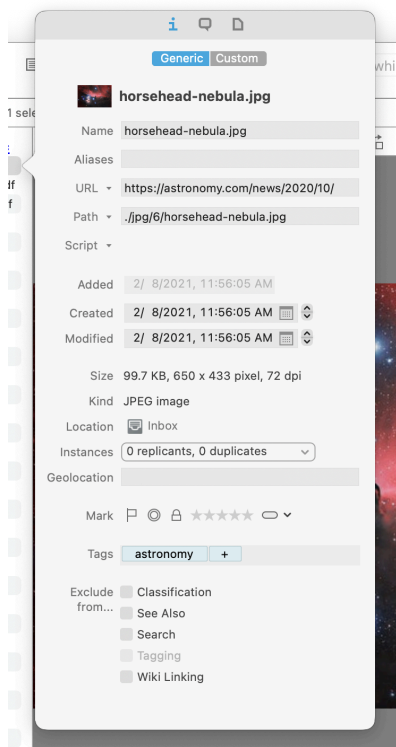 Generic Custom
whi
1 sele
horsehead-nebula.jpg
Name horsehead-nebula.jpg
Aliases
df
URL https://astronomy.com/news/2020/10/
f
Path ./jpg/6/horsehead-nebula.jpg
Script
Added 2/ 8/2021, 11:56:05 AM
Created 2/ 8/2021, 11:56:05 AM
Modified 2/ 8/2021, 11:56:05 AM
Size 99.7 KB, 650 x 433 pixel, 72 dpi
Kind JPEG image
Location Inbox
Instances 0 replicants, 0 duplicates
Geolocation
Mark
Tags astronomy +
Exclude from... Classification
See Also
Search
Tagging
Wiki Linking